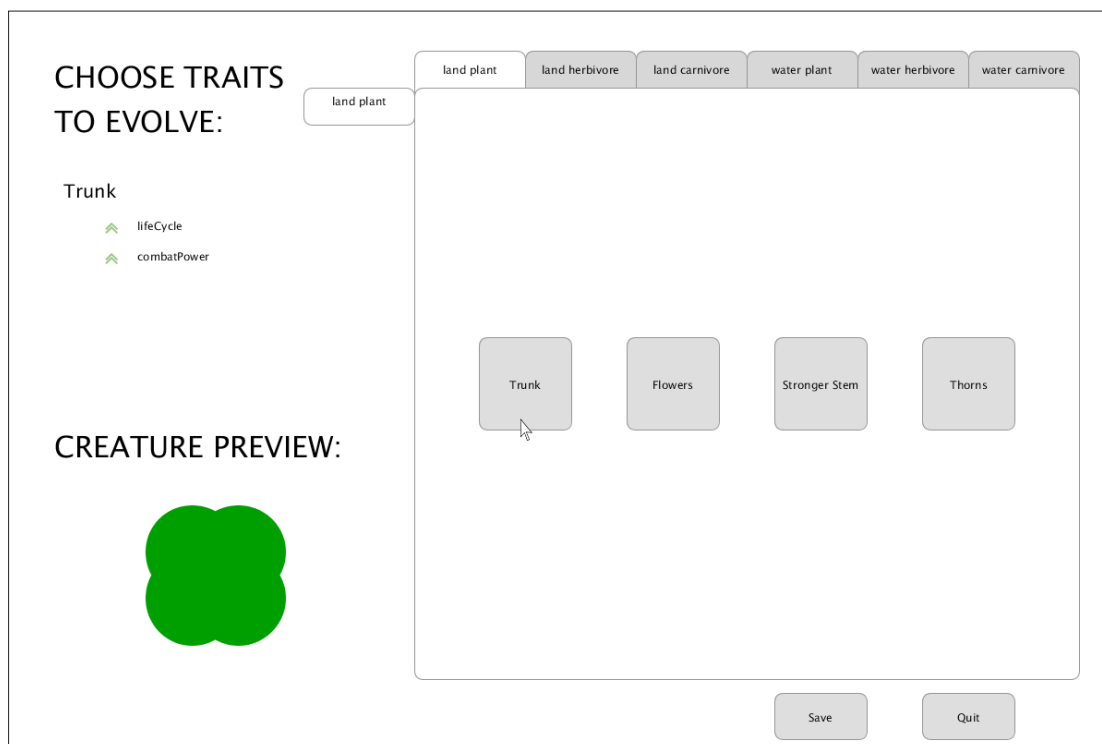 CHOOSE TRAITS
TO EVOLVE:
land plant
land herbivore
land carnivore
water plant
water herbivore
water carnivore
land plant
Trunk
lifeCycle
combatPower
Trunk
Flowers
Stronger Stem
Thorns
CREATURE PREVIEW:
Save
Quit